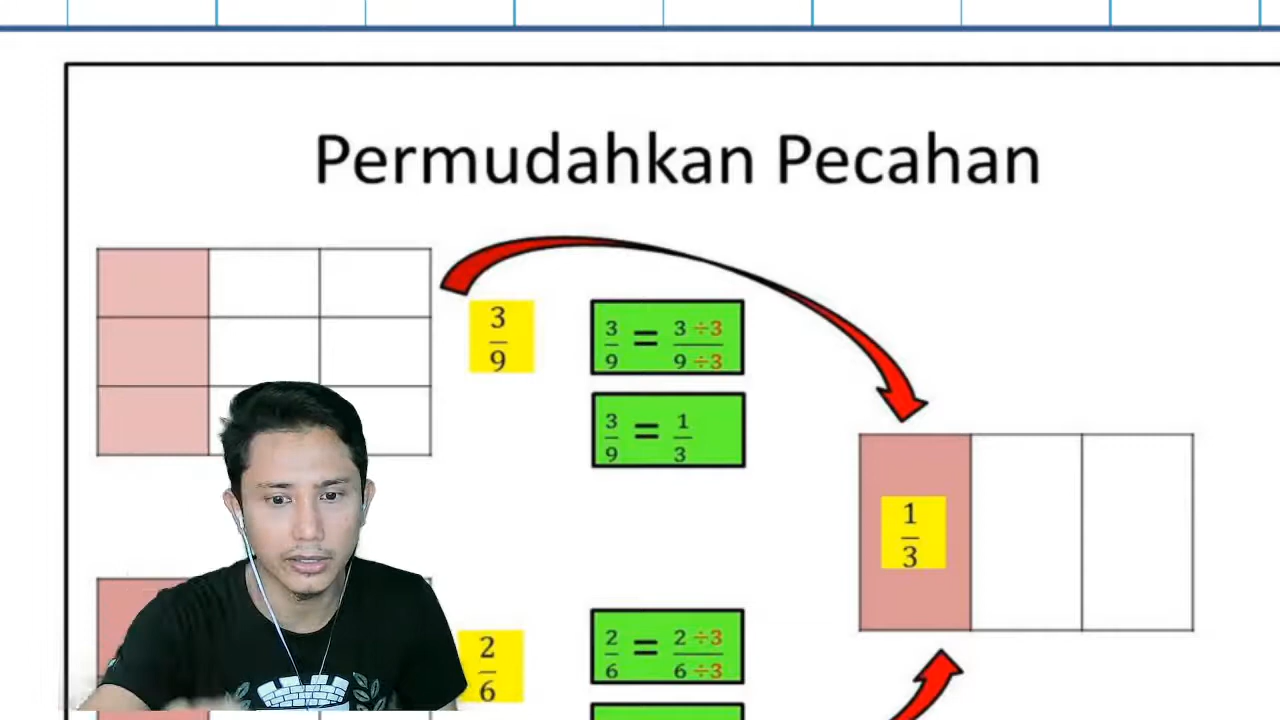 Permudahkan Pecahan
3/9
3/9 = 3 ÷3/9 ÷3
3/9 = 1/3
1/3
2/6
2/6 = 2 ÷3/6 ÷3